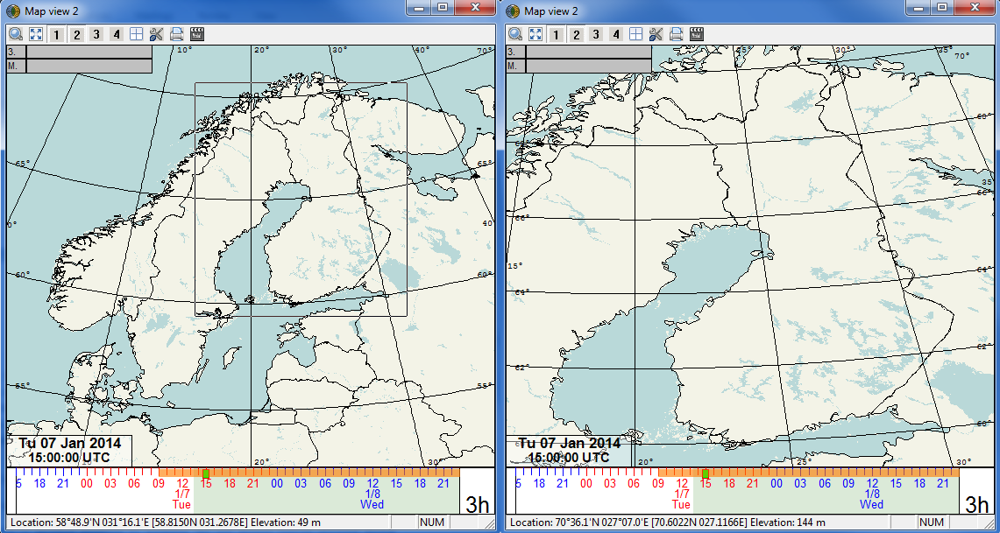 Map view 2
1 2 3 4
3.
M.
10° 30° 40° 70°
65° 65°
0° 40°
60° 60°
55° 55°
20° 30°
Tu 07 Jan 2014
15:00:00 UTC
15 18 21 00 03 06 09 12 15 18 21 00 03 06 09 12 15 18 21
1/7 1/8
Tue Wed
3h
Location: 58°48.9'N 031°16.1'E [58.8150N 031.2678E] Elevation: 49 m NUM
Map view 2
1 2 3 4
3.
M.
25° 30° 35° 70°
35°
66°
15°
64° 64°
62° 62°
60°
20° 25° 30°
Tu 07 Jan 2014
15:00:00 UTC
15 18 21 00 03 06 09 12 15 18 21 00 03 06 09 12 15 18 21
1/7 1/8
Tue Wed
3h
Location: 70°36.1'N 027°07.0'E [70.6022N 027.1166E] Elevation: 144 m NUM